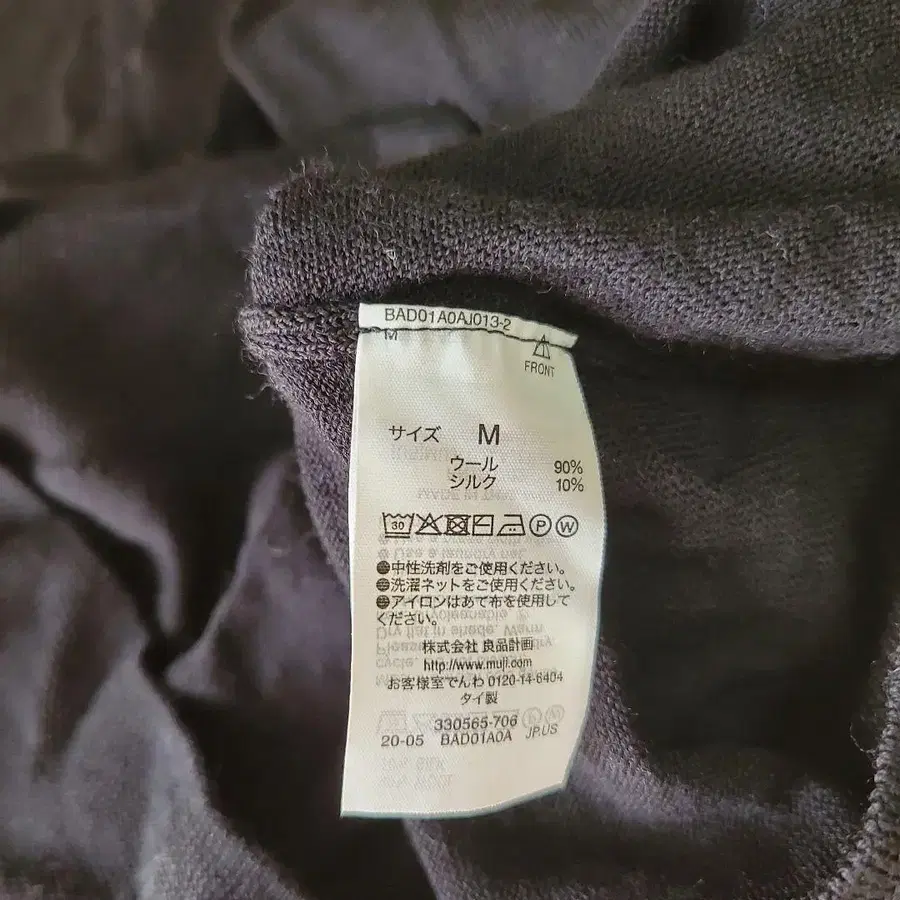 BAD01A0AJ013-2
M
FRONT
サイズ M
ウール 90%
シルク 10%
30 P W
●中性洗剤をご使用ください。
●洗濯ネットをご使用ください。
●アイロンはあて布を使用して
ください。
株式会社 良品計画
http://www.muji.com
お客様室でんわ 0120-14-6404
タイ製
330565-706
20-05 BAD01A0A JP.US